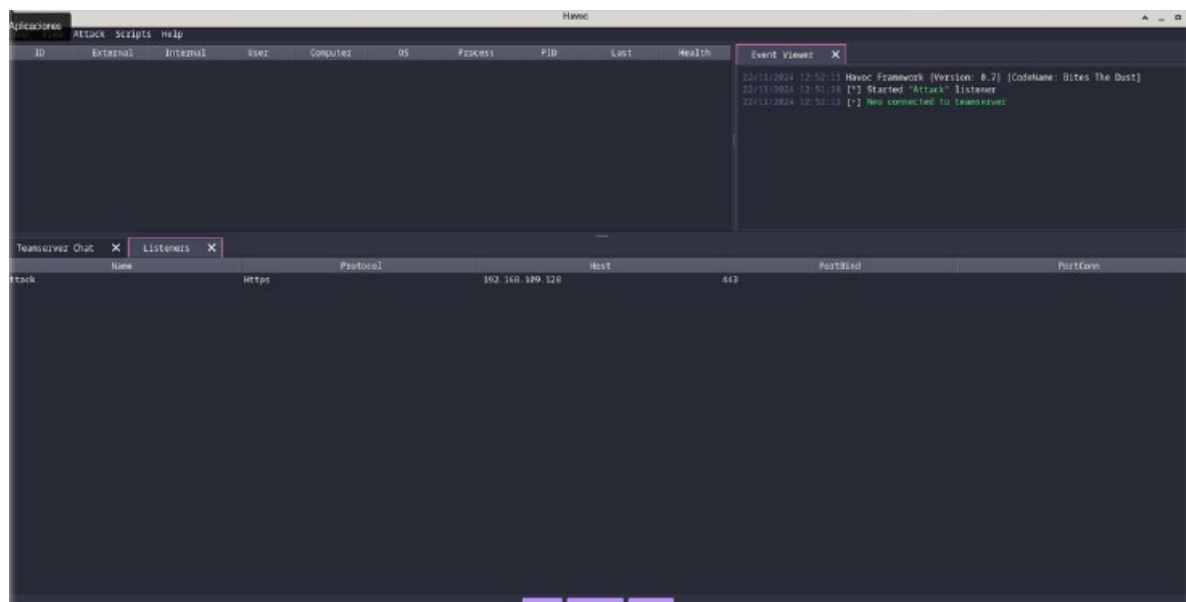 Havoc
Aplicaciones
Attack Scripts Help
ID External Internal User Computer OS Process PID Last Health
Event Viewer X
22/11/2024 12:52:11 Havoc Framework [Version: 0.7] [CodeName: Bites The Dust]
22/11/2024 12:51:28 [*] Started "Attack" listener
22/11/2024 12:52:11 [+] Neo connected to teamserver
Teamserver Chat X Listeners X
Name Protocol Host PortBind PortConn
ttack Https 192.168.109.128 443